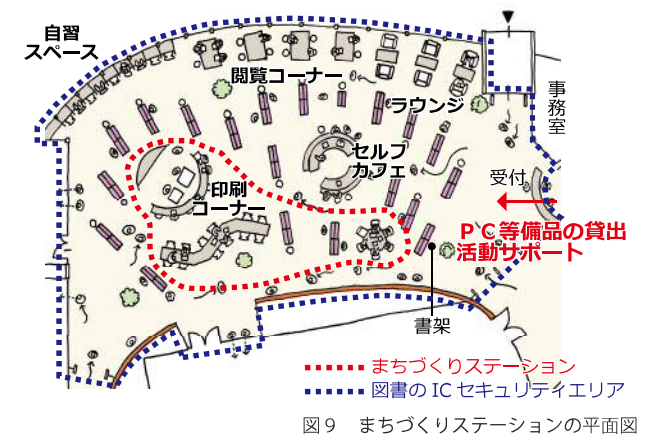 自習
スペース
閲覧コーナー
ラウンジ
事務室
セルフ
カフェ
印刷
コーナー
受付
ＰＣ等備品の貸出
活動サポート
書架
まちづくりステーション
図書のICセキュリティエリア
図９　まちづくりステーションの平面図